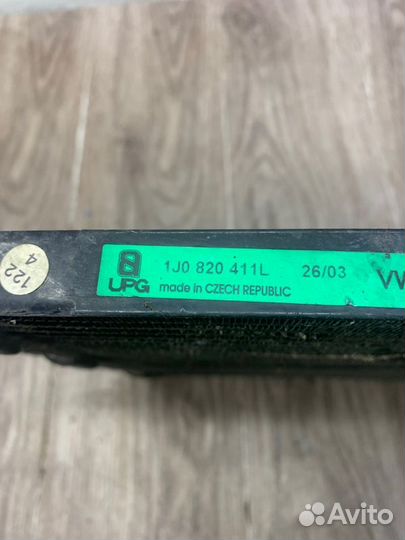 122
4
UPG
1J0 820 411L 26/03 VW
made in CZECH REPUBLIC
Avito